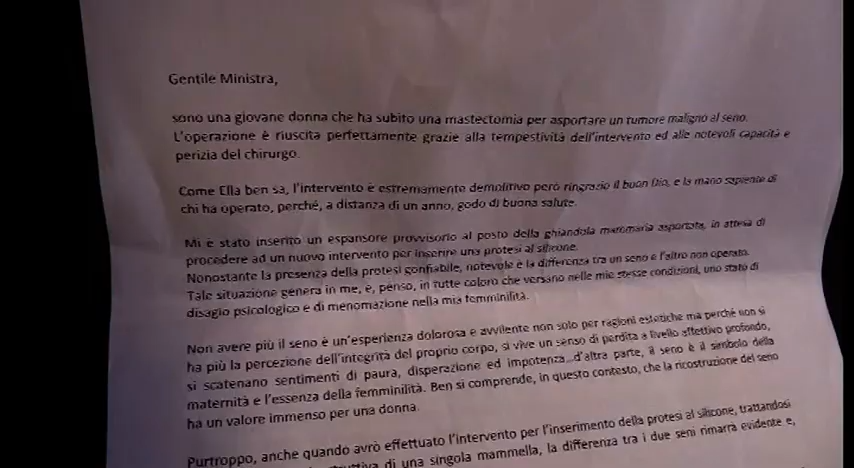 Gentile Ministra,
sono una giovane donna che ha subito una mastectomia per asportare un tumore maligno al seno.
L'operazione è riuscita perfettamente grazie alla tempestività dell'intervento ed alle notevoli capacità e
perizia del chirurgo.
Come Ella ben sa, l'intervento è estremamente demolitivo però ringrazio il buon Dio, e la mano sapiente di
chi ha operato, perché, a distanza di un anno, godo di buona salute.
Mi è stato inserito un espansore provvisorio al posto della ghiandola mammaria asportata, in attesa di
procedere ad un nuovo intervento per inserire una protesi al silicone.
Nonostante la presenza della protesi gonfiabile, notevole è la differenza tra un seno e l'altro non operato.
Tale situazione genera in me, e, penso, in tutte coloro che versano nelle mie stesse condizioni, uno stato di
disagio psicologico e di menomazione nella mia femminilità.
Non avere più il seno è un'esperienza dolorosa e avvilente non solo per ragioni estetiche ma perché non si
ha più la percezione dell'integrità del proprio corpo, si vive un senso di perdita a livello affettivo profondo,
si scatenano sentimenti di paura, disperazione ed impotenza...d'altra parte, il seno è il simbolo della
maternità e l'essenza della femminilità. Ben si comprende, in questo contesto, che la ricostruzione del seno
ha un valore immenso per una donna.
Purtroppo, anche quando avrò effettuato l'intervento per l'inserimento della protesi al silicone, trattandosi
di una singola mammella, la differenza tra i due seni rimarrà evidente e,